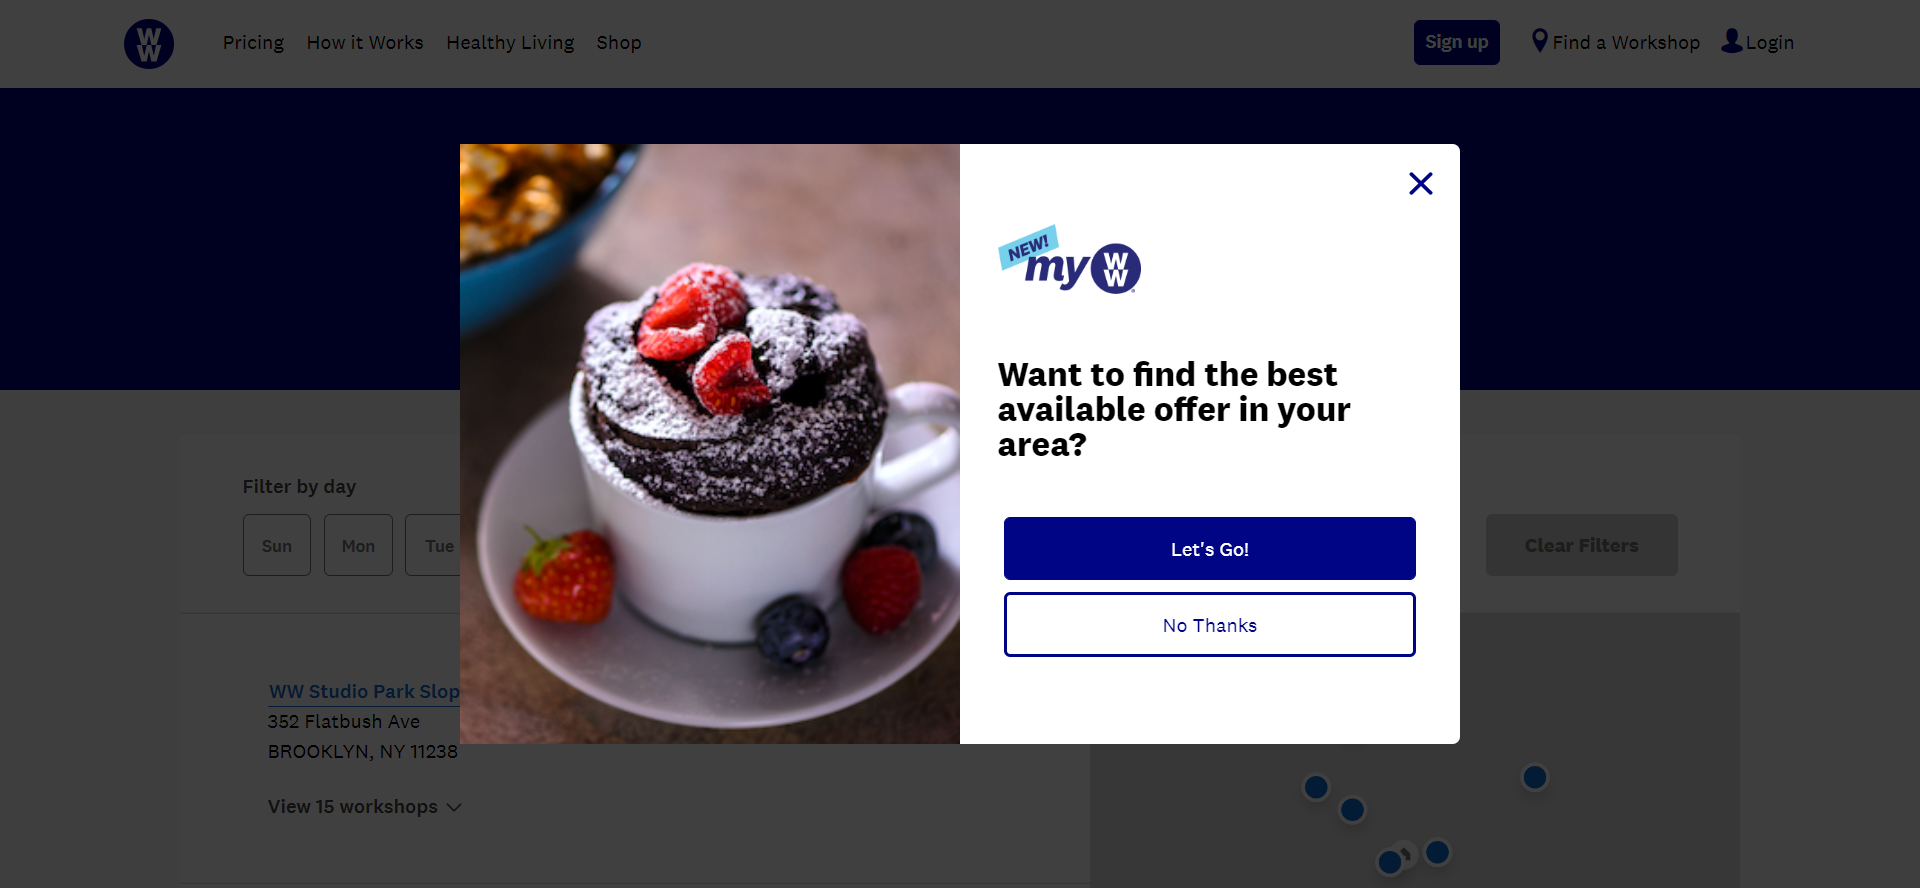 WW
Pricing How it Works Healthy Living Shop
Sign up Find a Workshop Login
NEW!
myWW
Want to find the best
available offer in your
area?
Let's Go!
No Thanks
Filter by day
Sun Mon Tue
Clear Filters
WW Studio Park Slop
352 Flatbush Ave
BROOKLYN, NY 11238
View 15 workshops